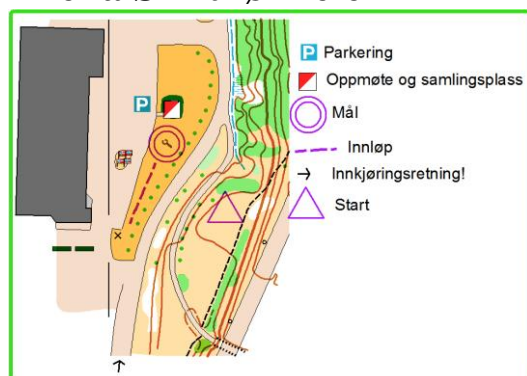 P Parkering
Oppmøte og samlingsplass
Mål
Innløp
Innkjøringsretning!
Start
P